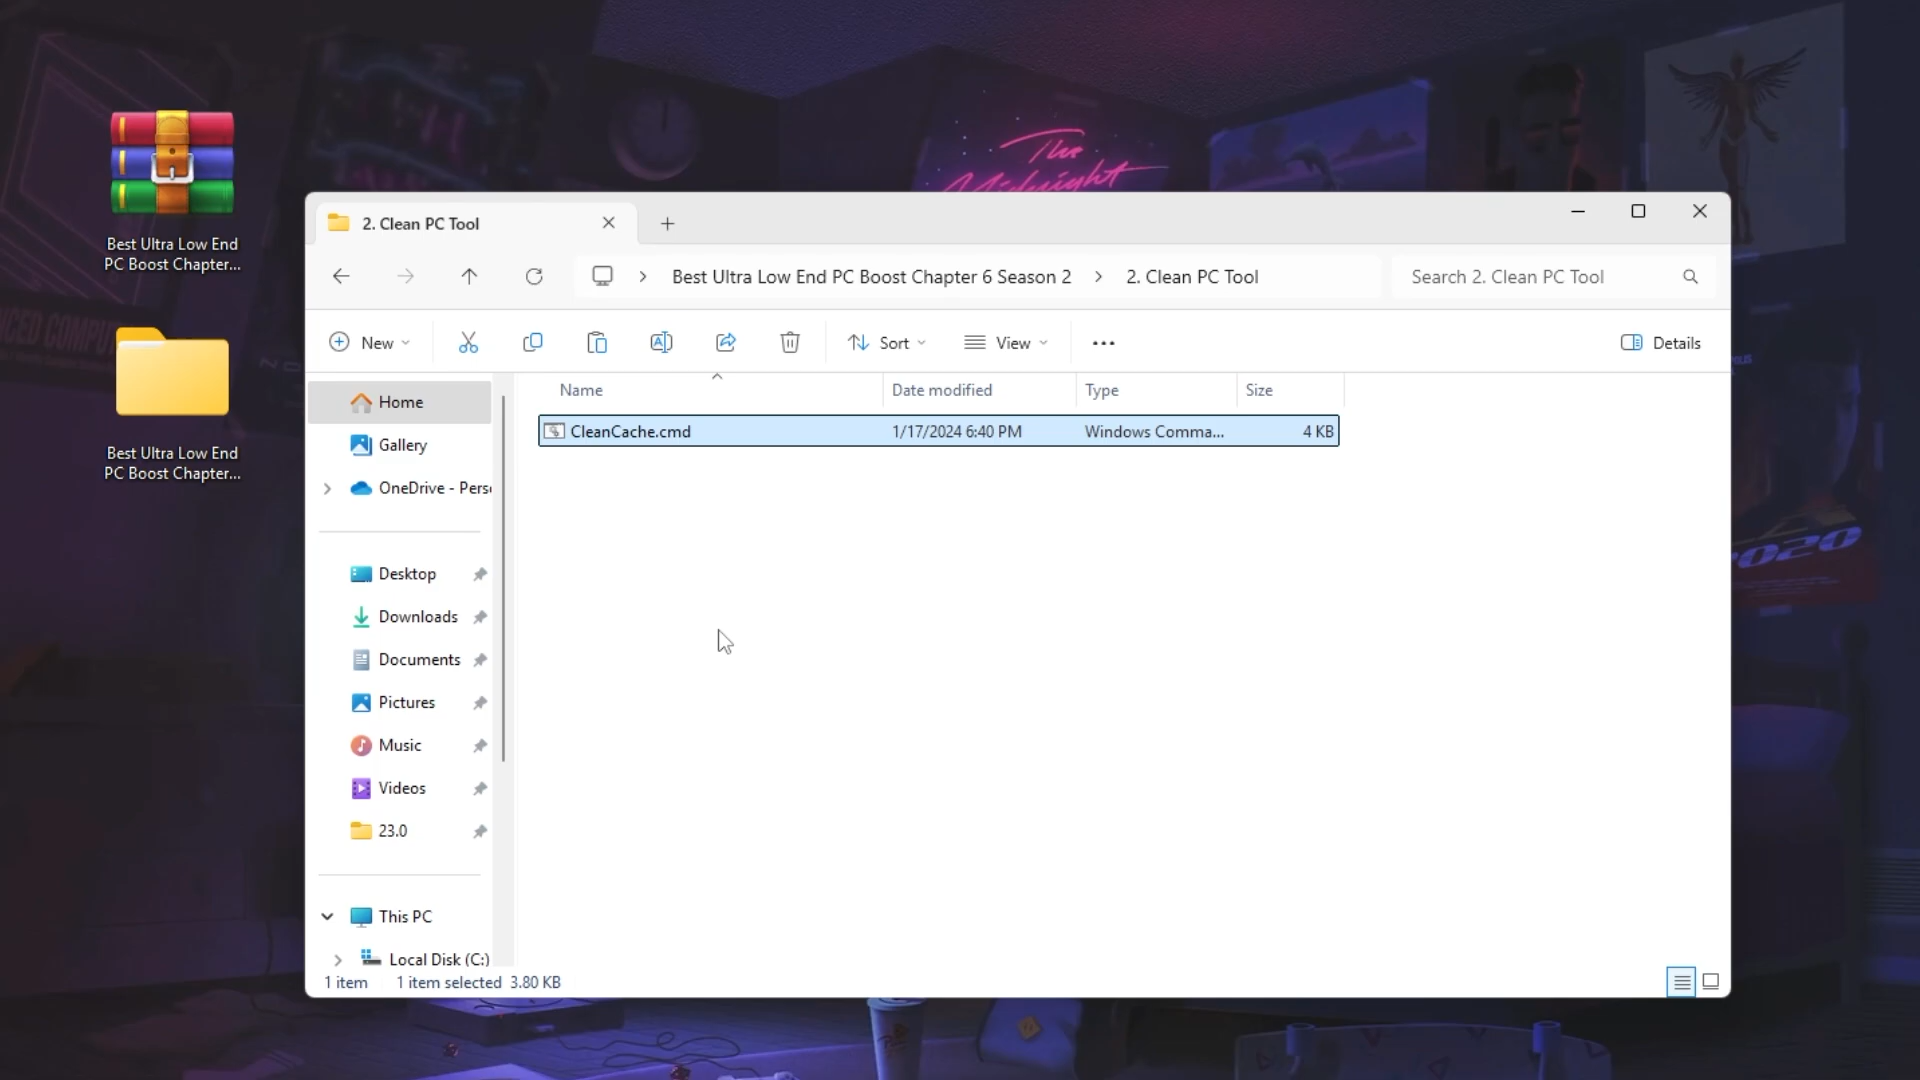 Best Ultra Low End
PC Boost Chapter...
Best Ultra Low End
PC Boost Chapter...
The
Midnight
2. Clean PC Tool
Best Ultra Low End PC Boost Chapter 6 Season 2 > 2. Clean PC Tool
Search 2. Clean PC Tool
New
Sort
View
Details
Home
Gallery
OneDrive - Pers
Desktop
Downloads
Documents
Pictures
Music
Videos
23.0
This PC
Local Disk (C:)
Name Date modified Type Size
CleanCache.cmd 1/17/2024 6:40 PM Windows Comma... 4 KB
1 item 1 item selected 3.80 KB
2020